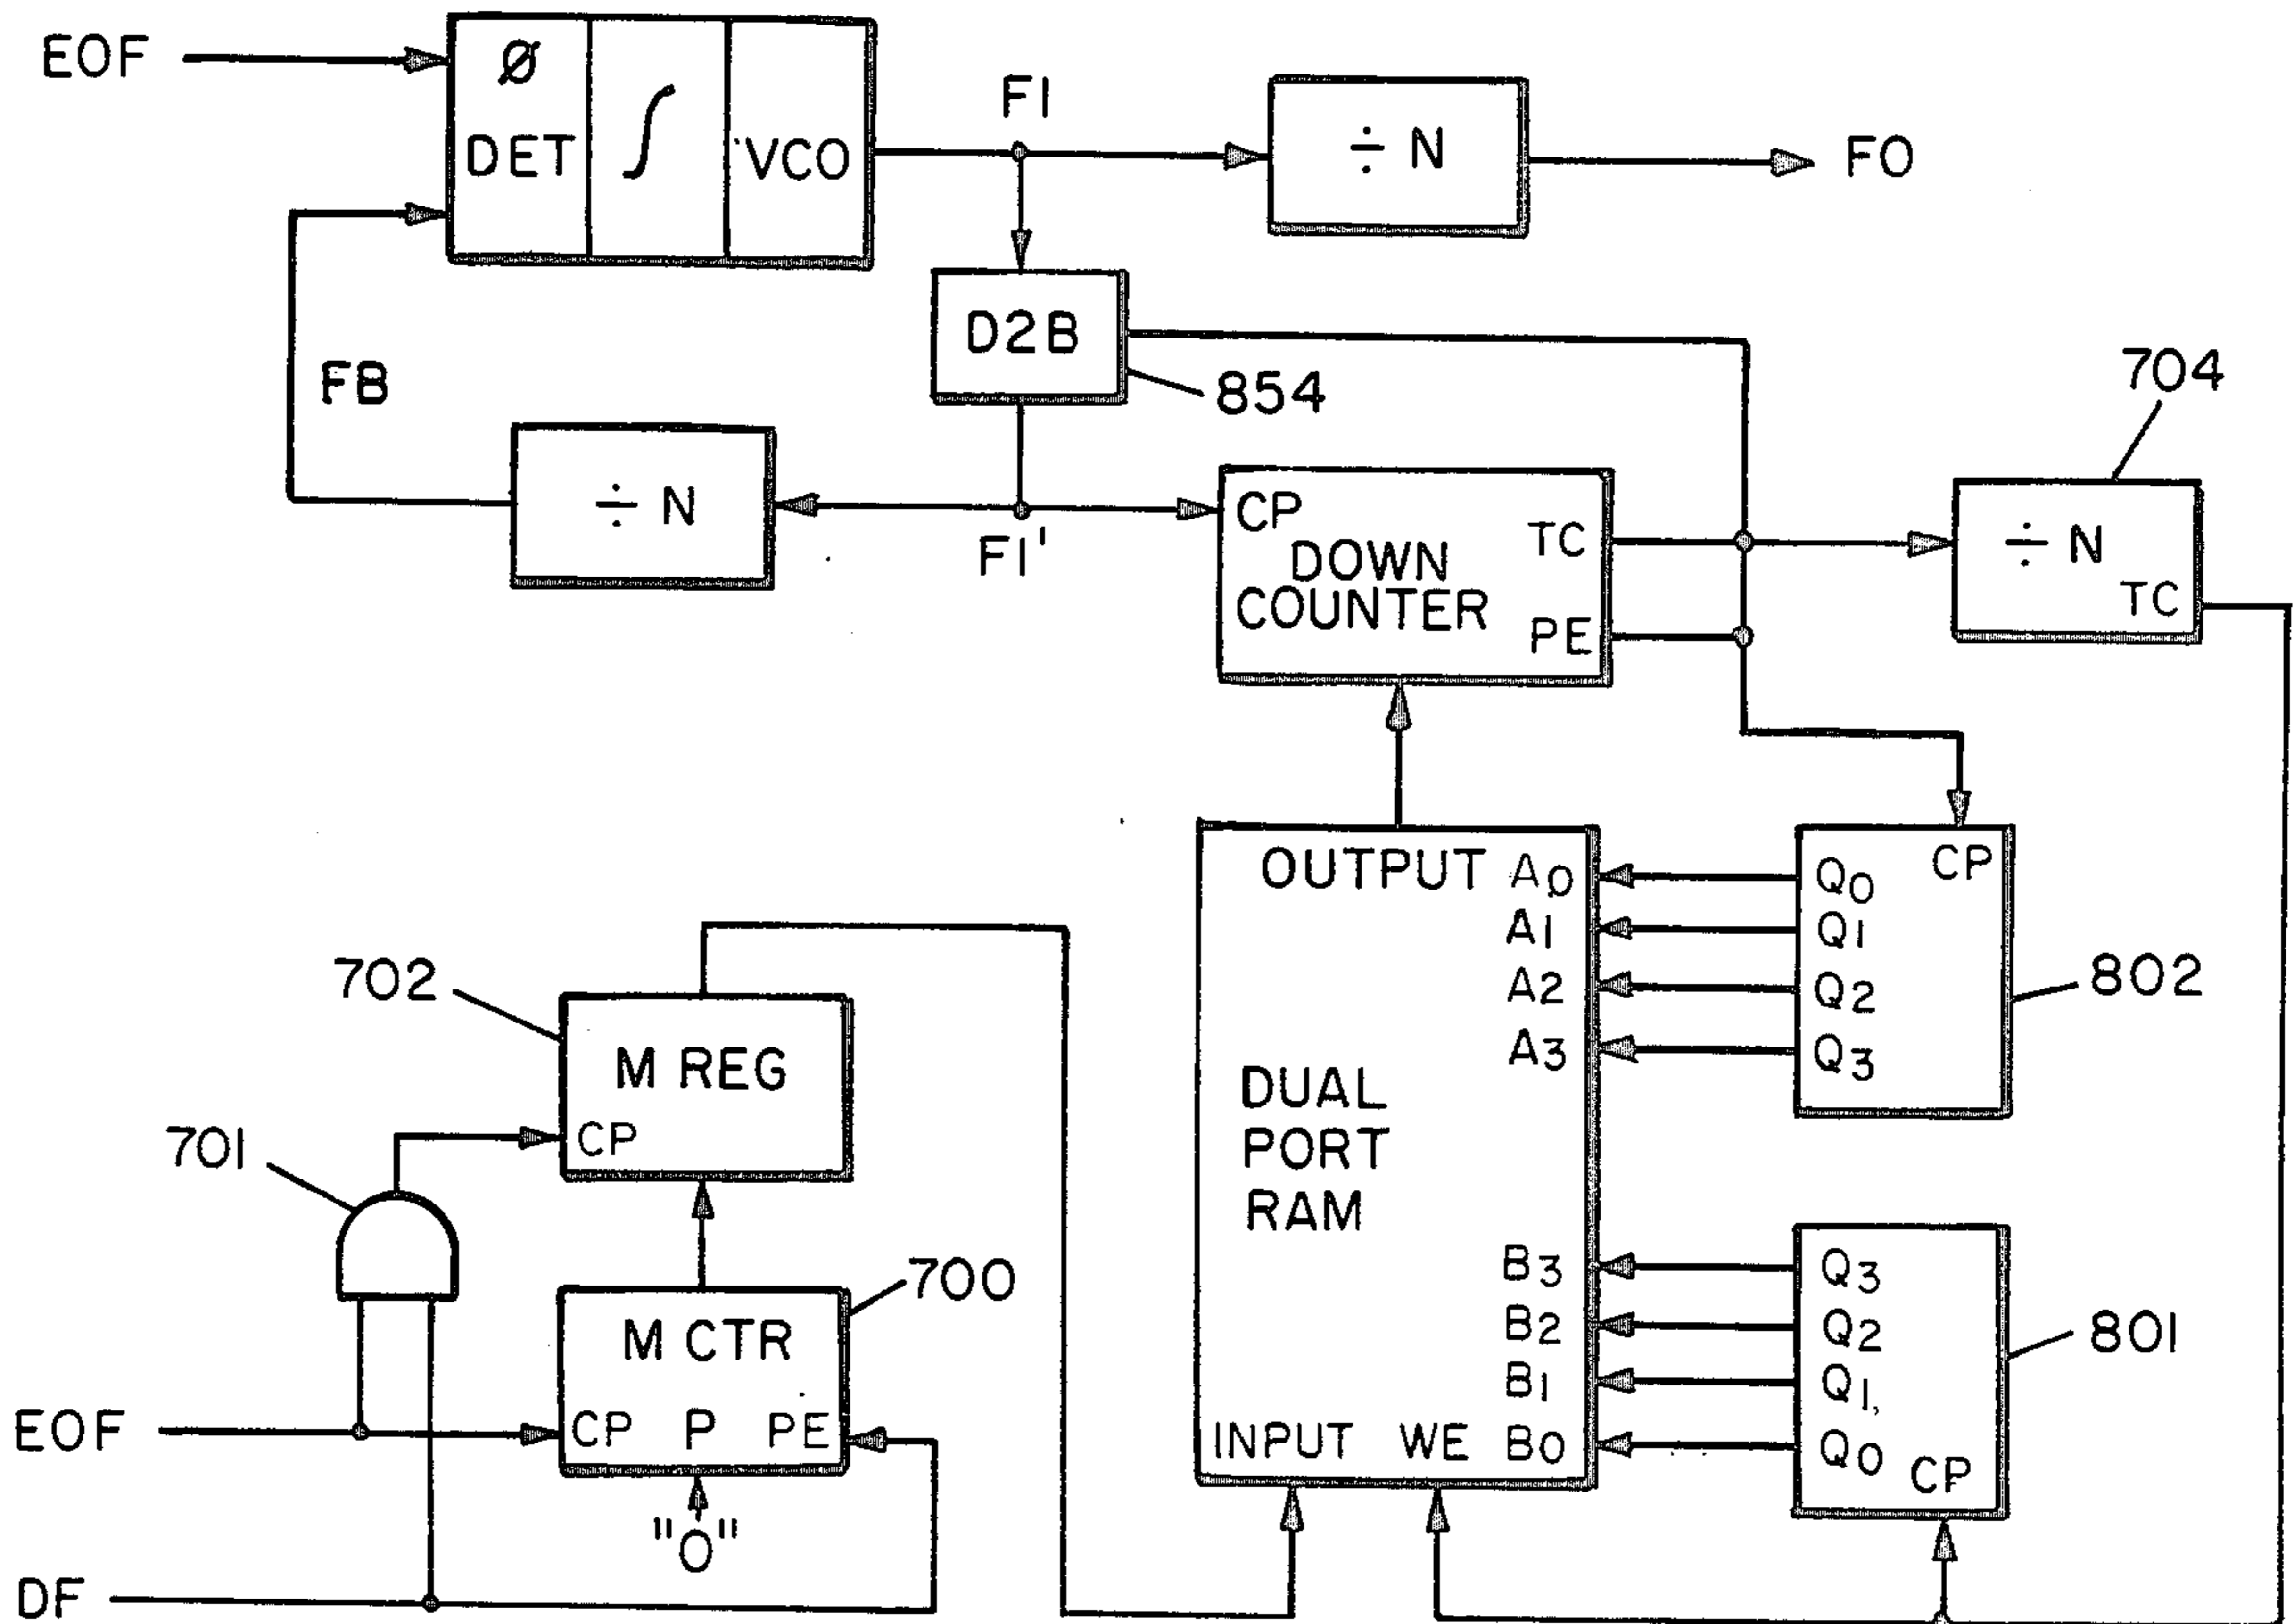 EOF
Ø
DET
∫
VCO
F1
÷ N
FO
D2B
854
704
FB
÷ N
F1'
CP
DOWN
COUNTER
TC
PE
÷ N
TC
OUTPUT
A0
A1
A2
A3
Q0
Q1
Q2
Q3
CP
802
702
M REG
CP
DUAL
PORT
RAM
701
700
M CTR
CP P PE
"O"
EOF
DF
B3
B2
B1
B0
INPUT WE
Q3
Q2
Q1,
Q0
CP
801